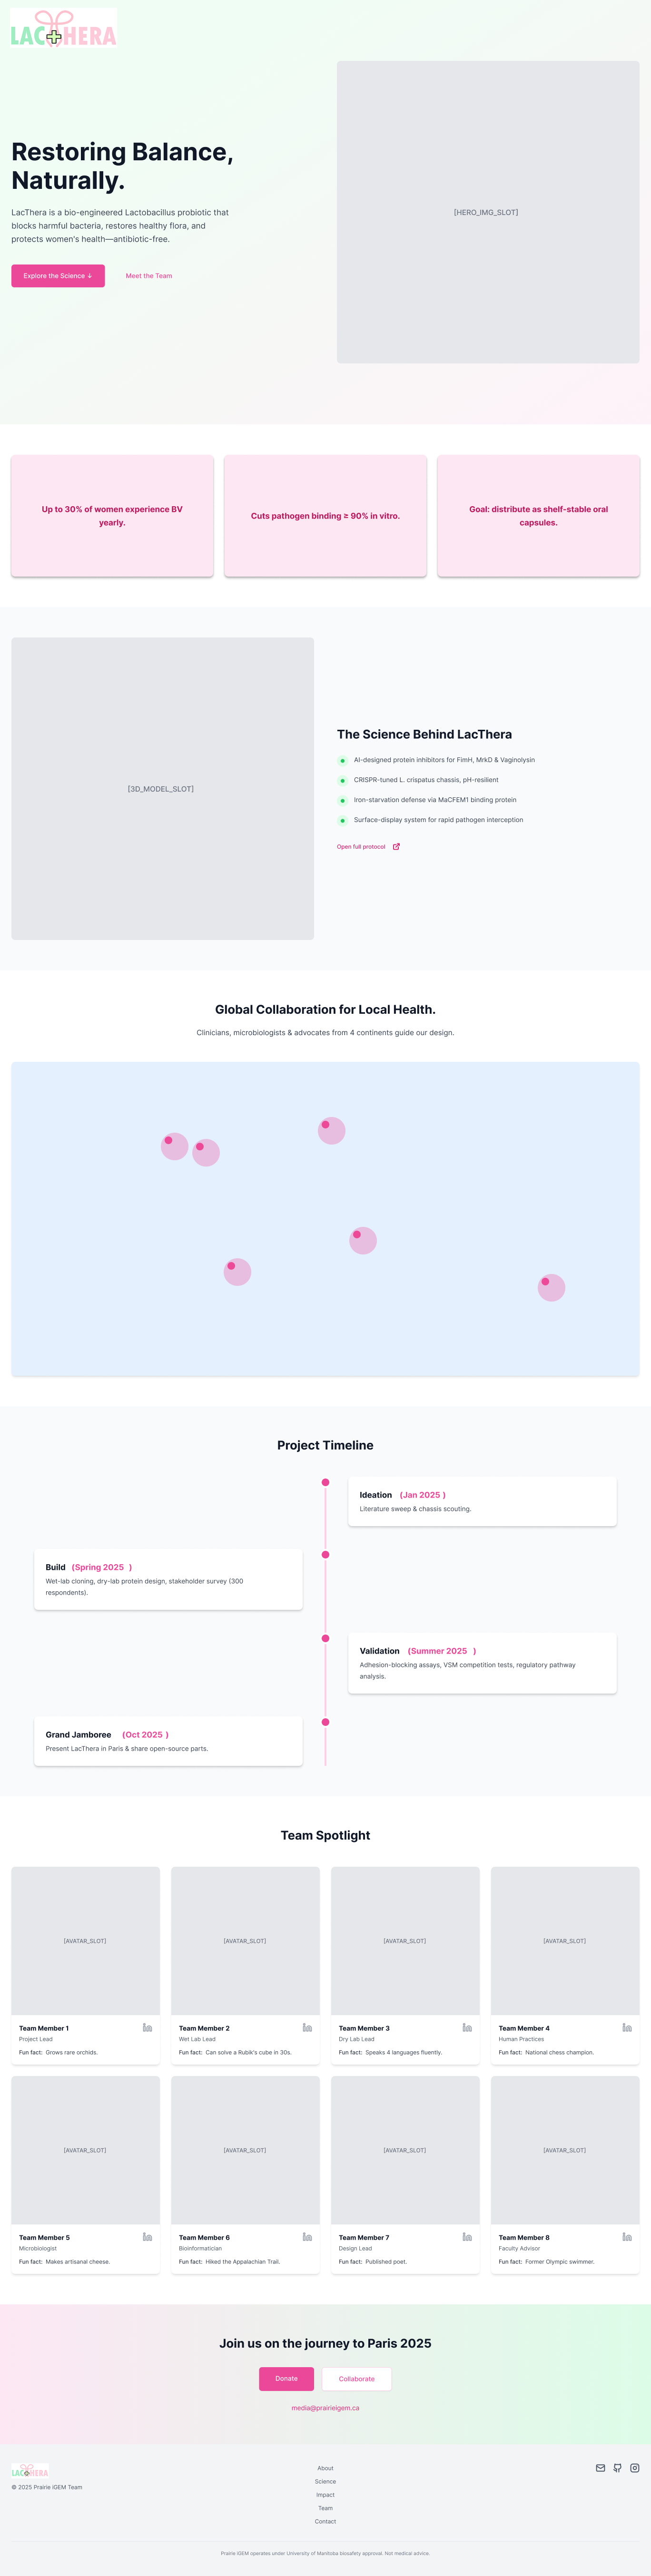 LACTHERA
Restoring Balance,
Naturally.
LacThera is a bio-engineered Lactobacillus probiotic that
blocks harmful bacteria, restores healthy flora, and
protects women's health—antibiotic-free.
Explore the Science ↓
Meet the Team
[HERO_IMG_SLOT]
Up to 30% of women experience BV
yearly.
Cuts pathogen binding ≥ 90% in vitro.
Goal: distribute as shelf-stable oral
capsules.
[3D_MODEL_SLOT]
The Science Behind LacThera
AI-designed protein inhibitors for FimH, MrkD & Vaginolysin
CRISPR-tuned L. crispatus chassis, pH-resilient
Iron-starvation defense via MaCFEM1 binding protein
Surface-display system for rapid pathogen interception
Open full protocol
Global Collaboration for Local Health.
Clinicians, microbiologists & advocates from 4 continents guide our design.
Project Timeline
Ideation (Jan 2025 )
Literature sweep & chassis scouting.
Build (Spring 2025 )
Wet-lab cloning, dry-lab protein design, stakeholder survey (300
respondents).
Validation (Summer 2025 )
Adhesion-blocking assays, VSM competition tests, regulatory pathway
analysis.
Grand Jamboree (Oct 2025 )
Present LacThera in Paris & share open-source parts.
Team Spotlight
[AVATAR_SLOT]
Team Member 1
Project Lead
Fun fact: Grows rare orchids.
[AVATAR_SLOT]
Team Member 2
Wet Lab Lead
Fun fact: Can solve a Rubik's cube in 30s.
[AVATAR_SLOT]
Team Member 3
Dry Lab Lead
Fun fact: Speaks 4 languages fluently.
[AVATAR_SLOT]
Team Member 4
Human Practices
Fun fact: National chess champion.
[AVATAR_SLOT]
Team Member 5
Microbiologist
Fun fact: Makes artisanal cheese.
[AVATAR_SLOT]
Team Member 6
Bioinformatician
Fun fact: Hiked the Appalachian Trail.
[AVATAR_SLOT]
Team Member 7
Design Lead
Fun fact: Published poet.
[AVATAR_SLOT]
Team Member 8
Faculty Advisor
Fun fact: Former Olympic swimmer.
Join us on the journey to Paris 2025
Donate
Collaborate
media@prairieigem.ca
LACTHERA
© 2025 Prairie iGEM Team
About
Science
Impact
Team
Contact
Prairie iGEM operates under University of Manitoba biosafety approval. Not medical advice.